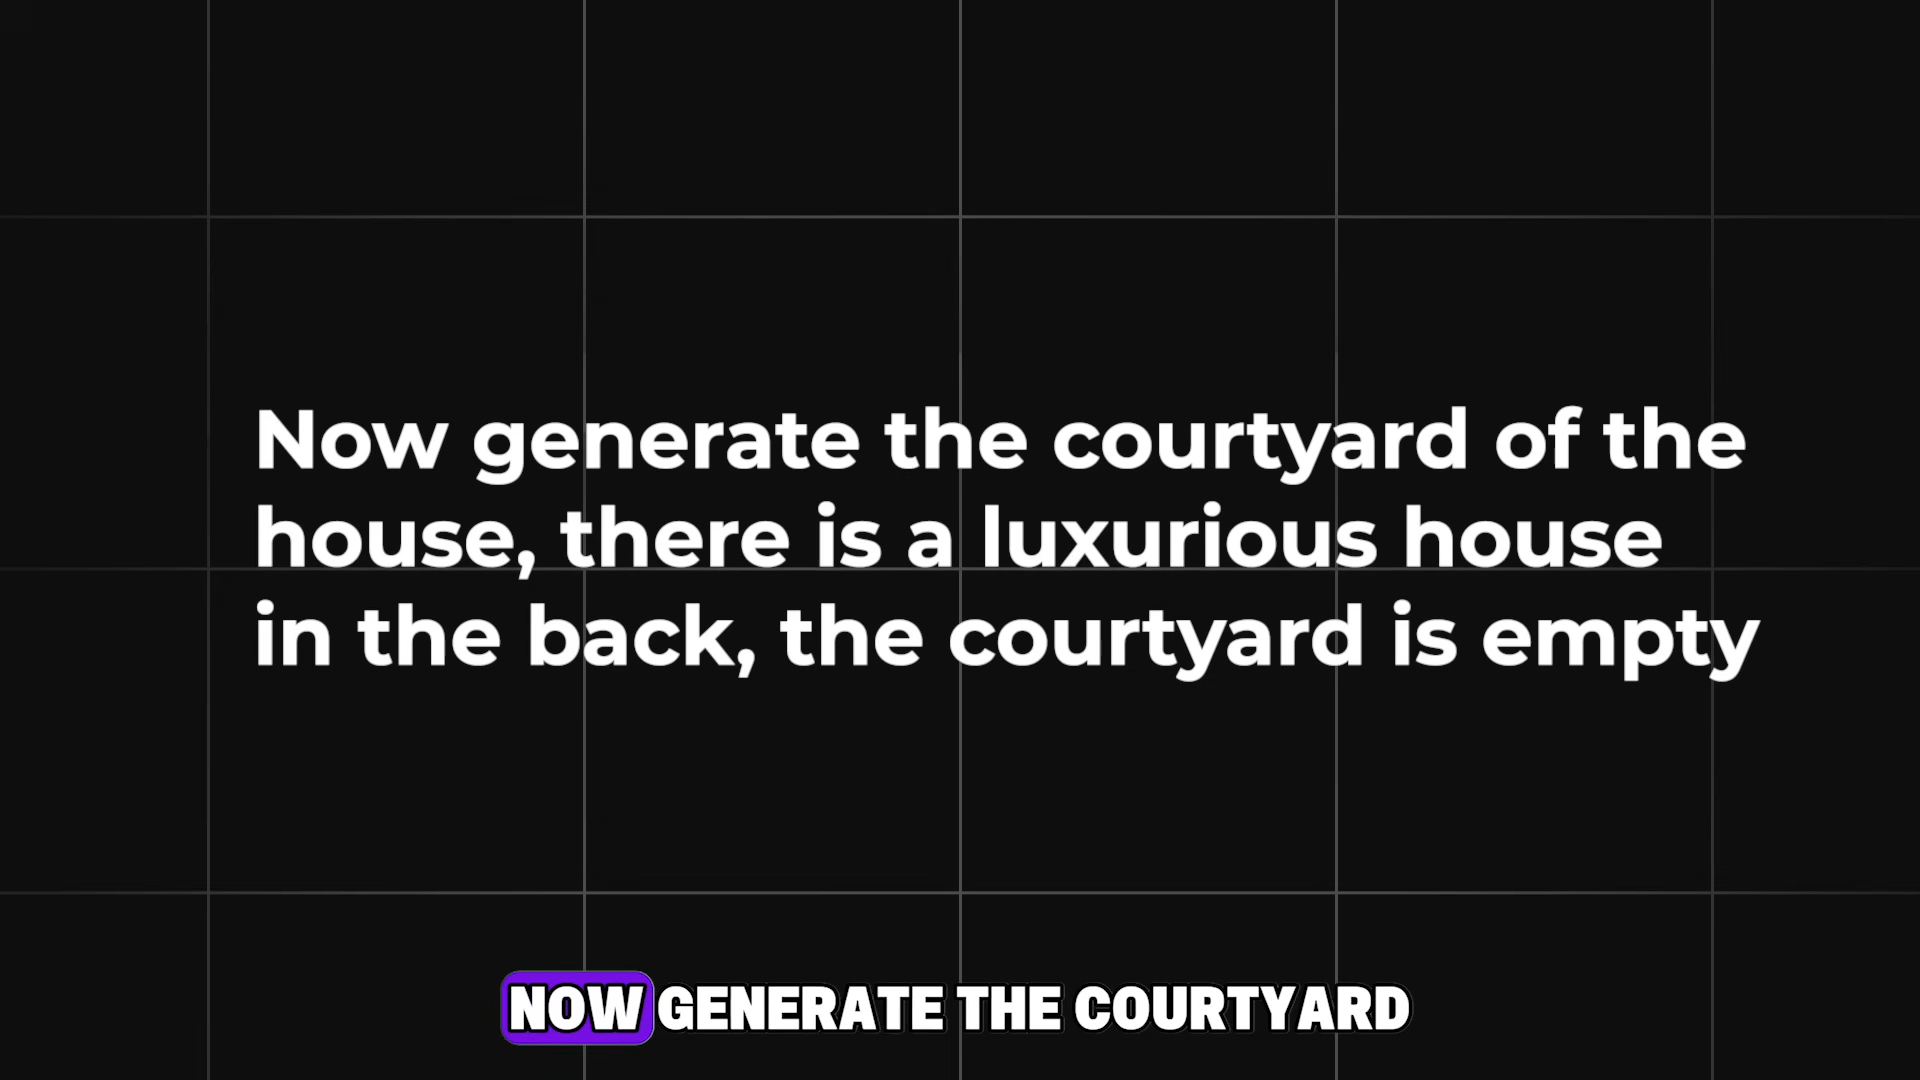 Now generate the courtyard of the
house, there is a luxurious house
in the back, the courtyard is empty
NOW GENERATE THE COURTYARD